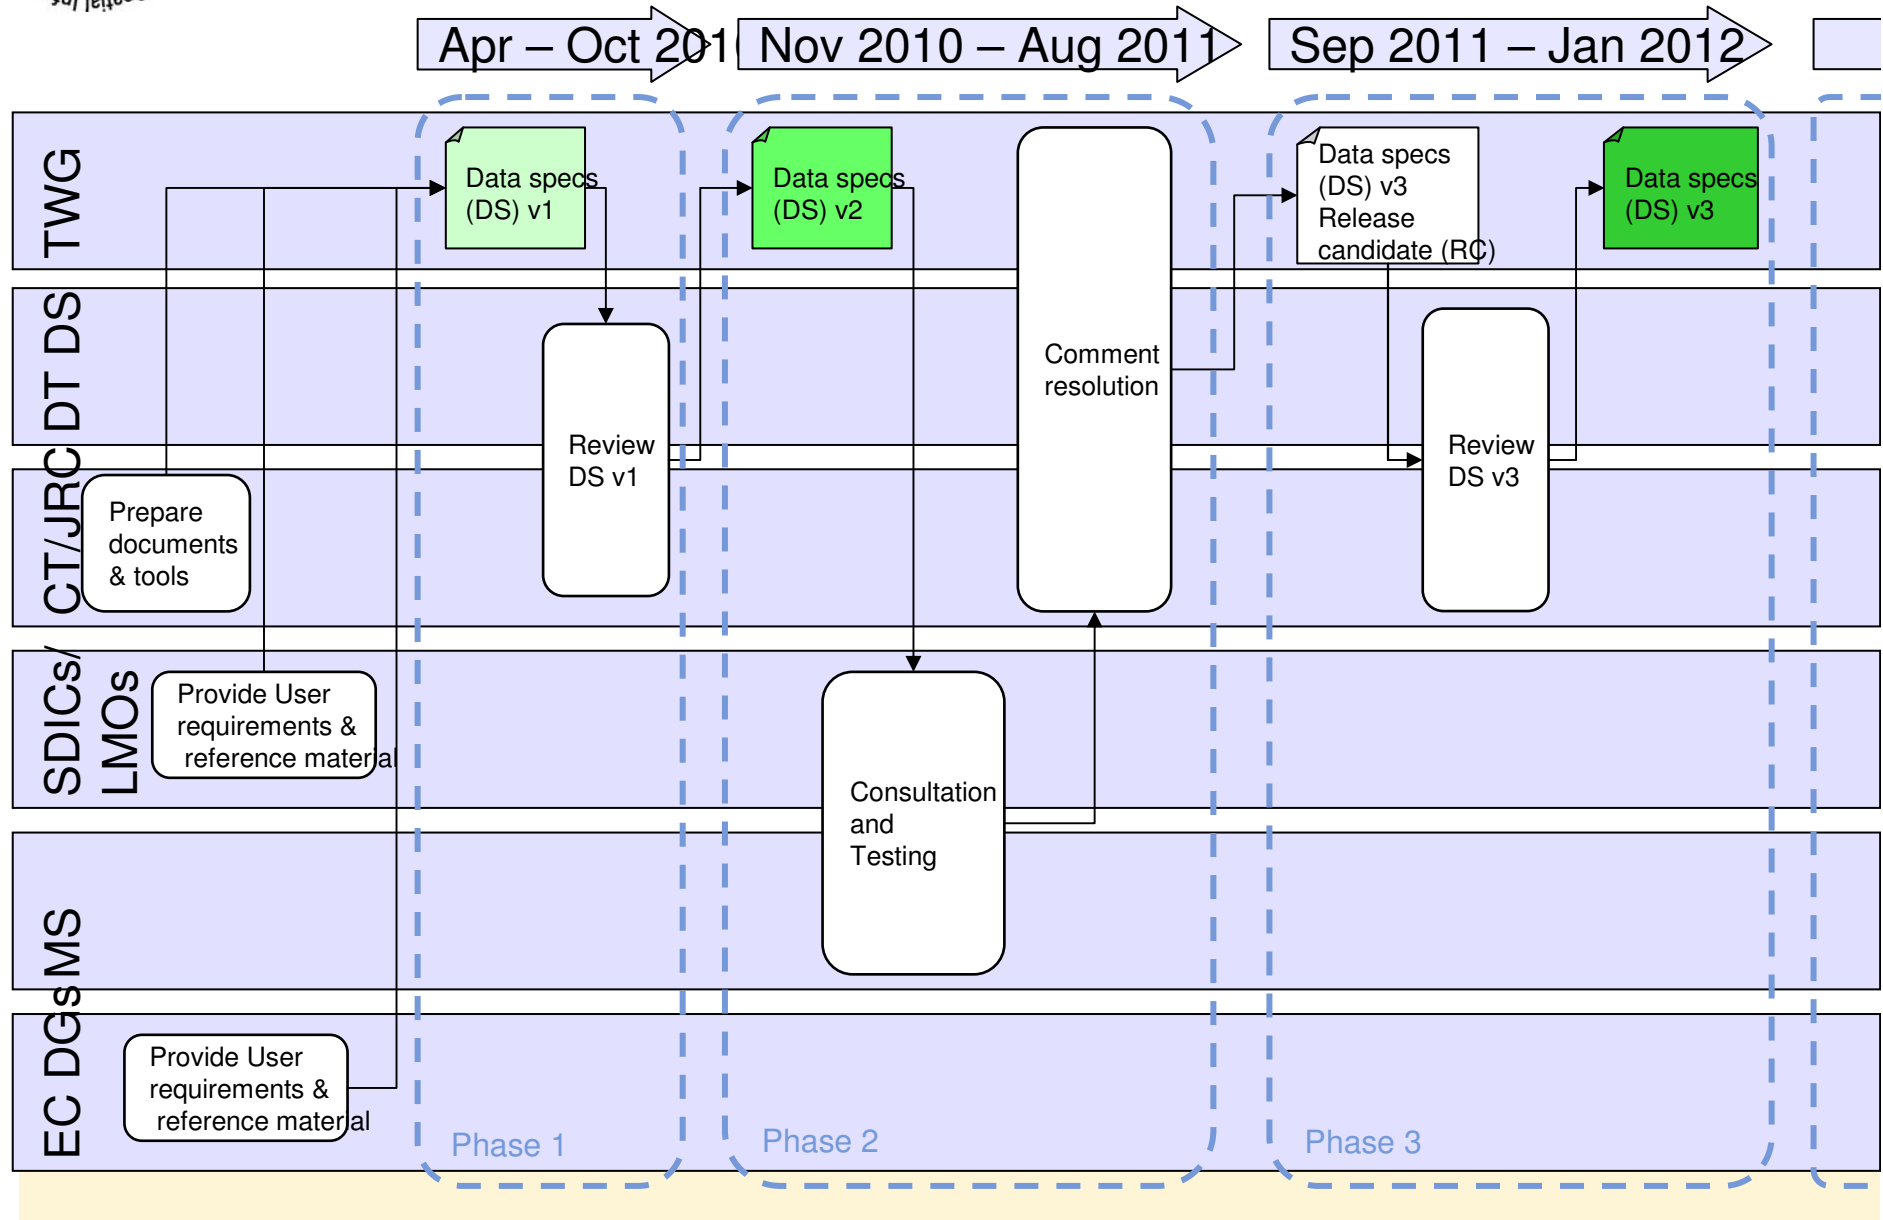 Apr – Oct 201
Nov 2010 – Aug 2011
Sep 2011 – Jan 2012
TWG
Data specs
(DS) v1
Data specs
(DS) v2
Data specs
(DS) v3
Release
candidate (RC)
Data specs
(DS) v3
DT DS
Comment
resolution
Review
DS v1
Review
DS v3
CT/JRC
Prepare
documents
& tools
SDICs/
LMOs
Provide User
requirements &
reference material
Consultation
and
Testing
MS
EC DGs
Provide User
requirements &
reference material
Phase 1
Phase 2
Phase 3